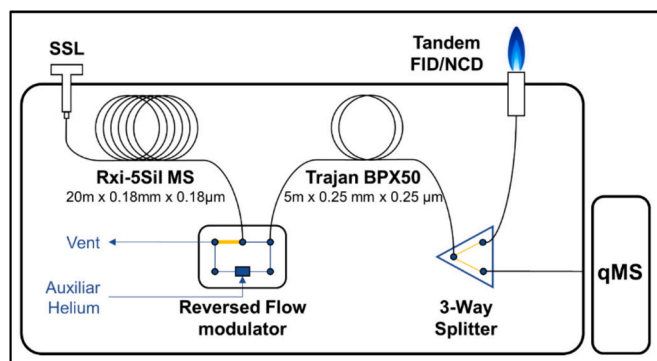 SSL
Tandem
FID/NCD
Rxi-5Sil MS
20m x 0.18mm x 0.18µm
Trajan BPX50
5m x 0.25 mm x 0.25 µm
Vent
Auxiliar
Helium
Reversed Flow
modulator
3-Way
Splitter
qMS